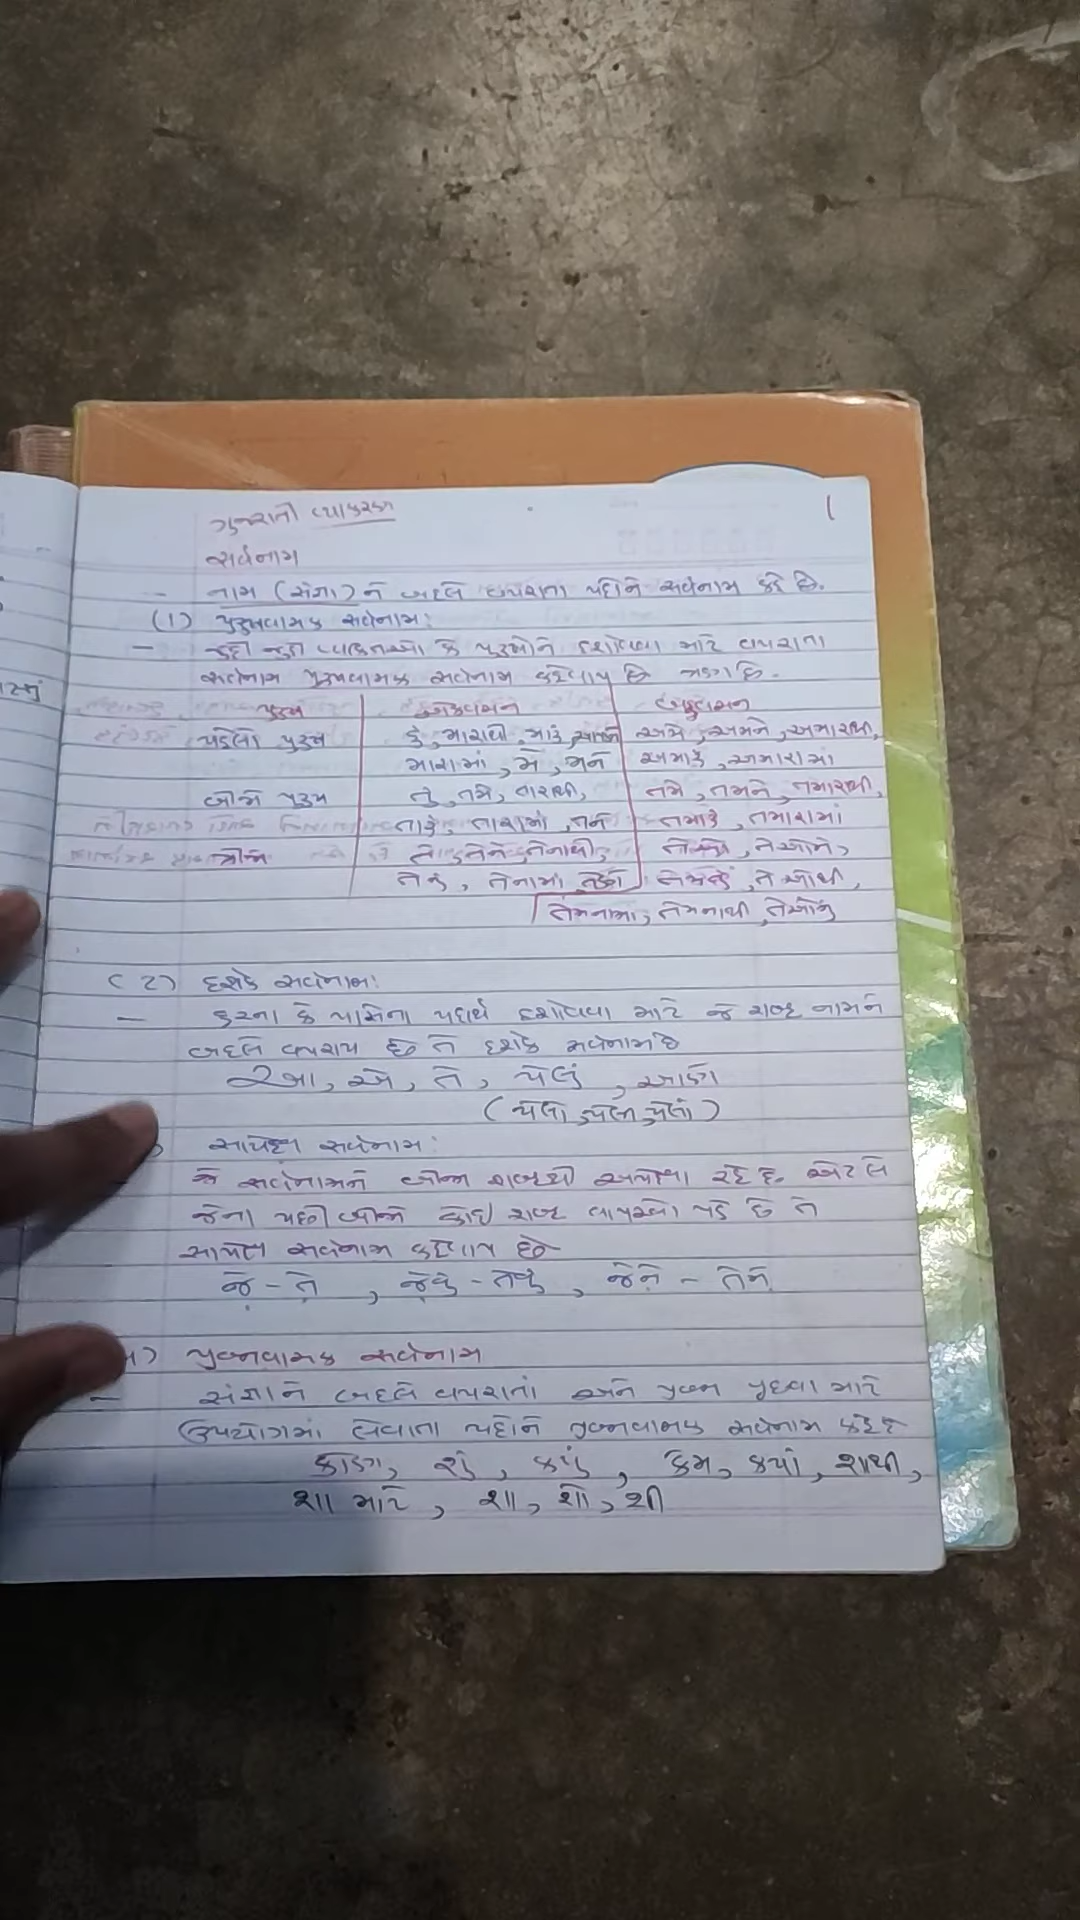 ગુજરાતી વ્યાકરણ
1
સર્વનામ
- નામ (સંજ્ઞા) ને બદલે વપરાતા પદોને સર્વનામ કહે છે.
(1) પુરુષવાચક સર્વનામ:
- જુદી જુદી વ્યક્તિઓ કે પુરુષોને દર્શાવવા માટે વપરાતા
સર્વનામ પુરુષવાચક સર્વનામ કહેવાય છે ત્રણ છે.
પુરુષ એકવચન બહુવચન
પહેલો પુરુષ હું, મારાથી, મારું, અમે, અમને, અમારાથી,
મારામાં, મેં, મને અમારું, અમારામાં
બીજો પુરુષ તું, તને, તારાથી, તમે, તમને, તમારાથી,
તારું, તારામાં, તને તમારું, તમારામાં
ત્રીજો તે, તેને, તેનાથી, તેઓ, તેઓને,
તેનામાં, તેઓથી,
તેમનામાં, તેમનાથી, તેઓનું
(2) દર્શક સર્વનામ:
- દૂરના કે પાસેના પદાર્થ દર્શાવવા માટે જે શબ્દ નામને
બદલે વપરાય છે તે દર્શક સર્વનામ છે
આ, એ, તે, પેલું,
(પેલો, પેલી, પેલાં)
સાપેક્ષ સર્વનામ:
જે સર્વનામને બીજા શબ્દની અપેક્ષા રહે છે. એટલે
જેના પછી બીજો કોઇ શબ્દ વાપરવો પડે છે તે
સાપેક્ષ સર્વનામ કહેવાય છે
જે - તે, જેવું - તેવું, જેને - તેને
) પ્રશ્નવાચક સર્વનામ
- સંજ્ઞાને બદલે વપરાતાં અને પ્રશ્ન પૂછવા માટે
ઉપયોગમાં લેવાતા પદોને પ્રશ્નવાચક સર્વનામ કહે છે
કોણ, શું, કયું, કેમ, કયાં, શાથી,
શા માટે, શા, શો, શી